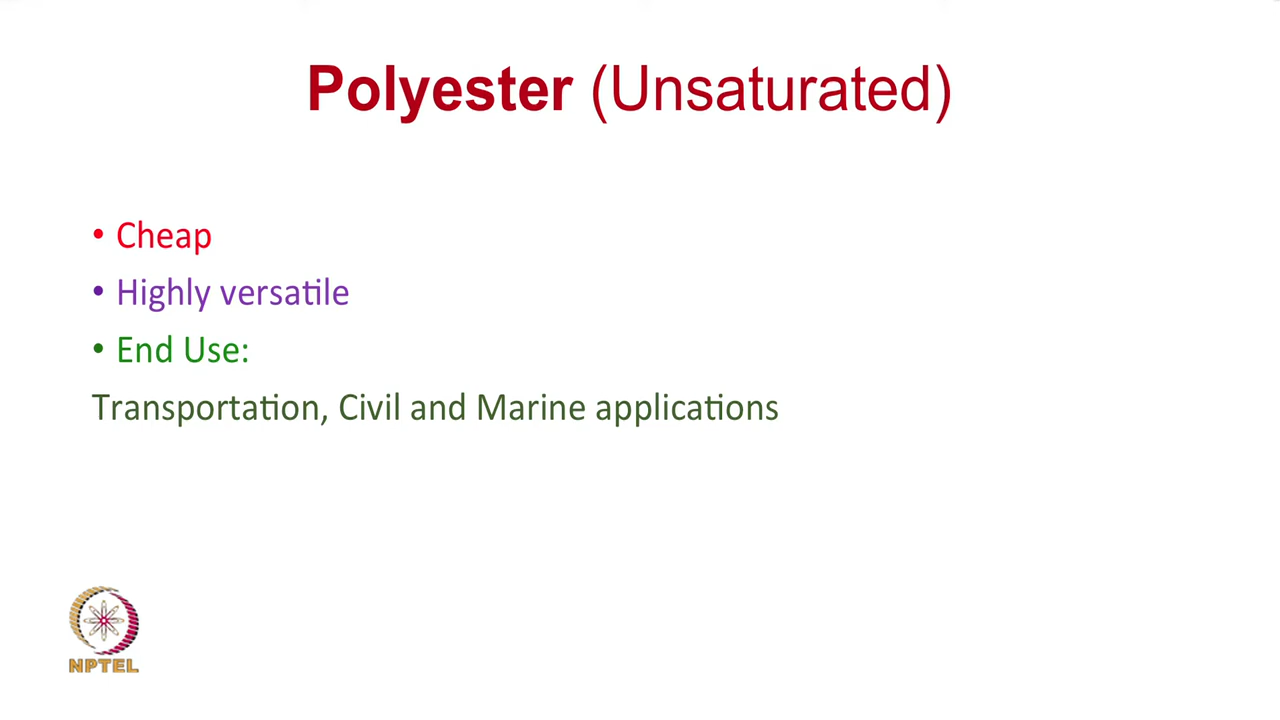 Polyester (Unsaturated)
• Cheap
• Highly versatile
• End Use:
Transportation, Civil and Marine applications
NPTEL